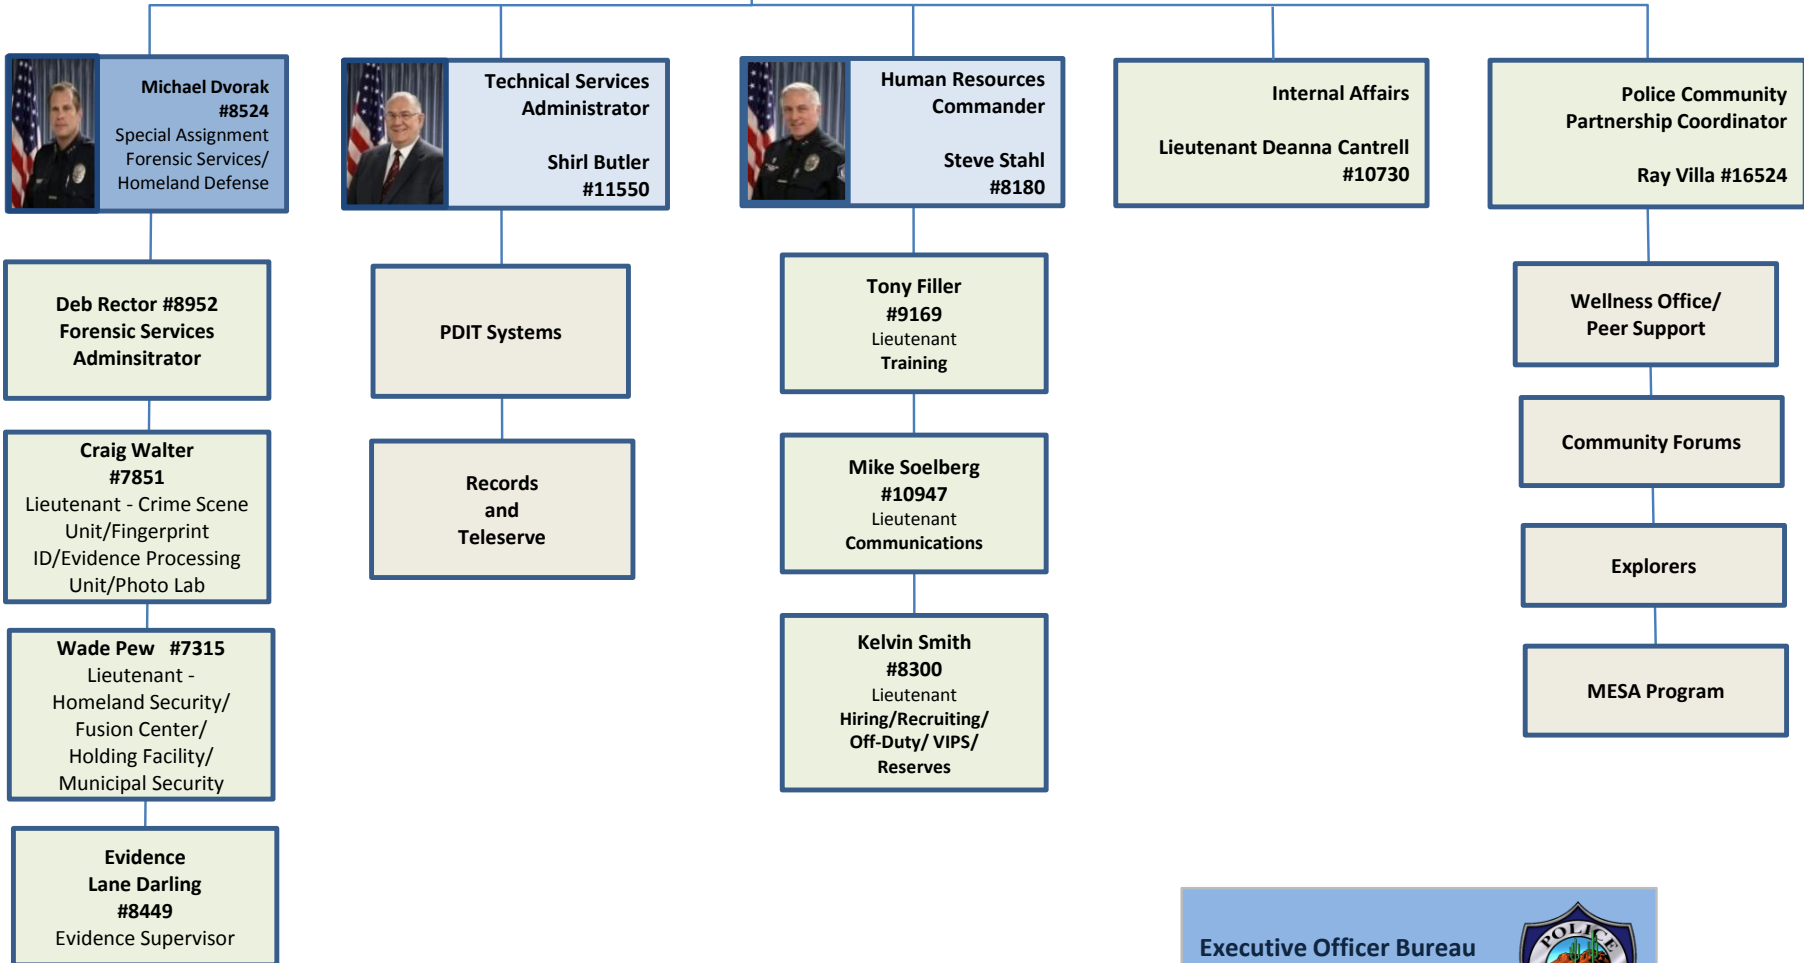 Michael Dvorak
#8524
Special Assignment
Forensic Services/
Homeland Defense
Technical Services
Administrator
Shirl Butler
#11550
Human Resources
Commander
Steve Stahl
#8180
Internal Affairs
Lieutenant Deanna Cantrell
#10730
Police Community
Partnership Coordinator
Ray Villa #16524
Deb Rector #8952
Forensic Services
Adminsitrator
Craig Walter
#7851
Lieutenant - Crime Scene
Unit/Fingerprint
ID/Evidence Processing
Unit/Photo Lab
Wade Pew #7315
Lieutenant -
Homeland Security/
Fusion Center/
Holding Facility/
Municipal Security
Evidence
Lane Darling
#8449
Evidence Supervisor
PDIT Systems
Records
and
Teleserve
Tony Filler
#9169
Lieutenant
Training
Mike Soelberg
#10947
Lieutenant
Communications
Kelvin Smith
#8300
Lieutenant
Hiring/Recruiting/
Off-Duty/ VIPS/
Reserves
Wellness Office/
Peer Support
Community Forums
Explorers
MESA Program
Executive Officer Bureau
POLICE